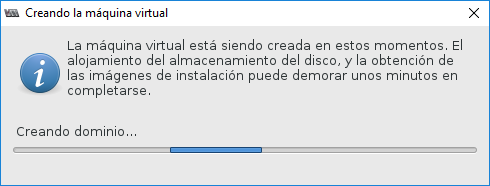 Creando la máquina virtual
La máquina virtual está siendo creada en estos momentos. El
alojamiento del almacenamiento del disco, y la obtención de
las imágenes de instalación puede demorar unos minutos en
completarse.
Creando dominio...